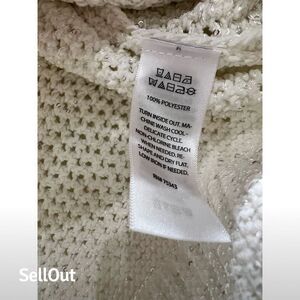 100% POLYESTER
TURN INSIDE OUT. MA-
CHINE WASH COOL -
DELICATE CYCLE.
NON-CHLORINE BLEACH
WHEN NEEDED. RE-
SHAPE AND DRY FLAT.
LOW IRON IF NEEDED.
SellOut